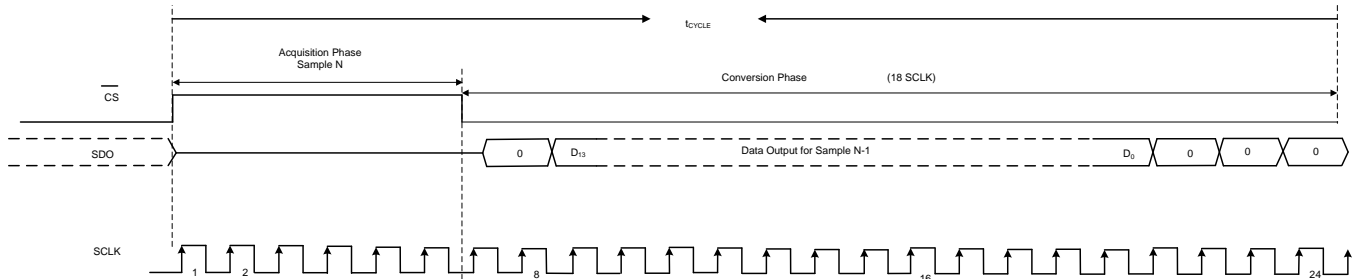 tCYCLE
Acquisition Phase
Sample N
Conversion Phase (18 SCLK)
CS
SDO
0
D13
Data Output for Sample N-1
D0
0
0
0
SCLK
1
2
8
16
24